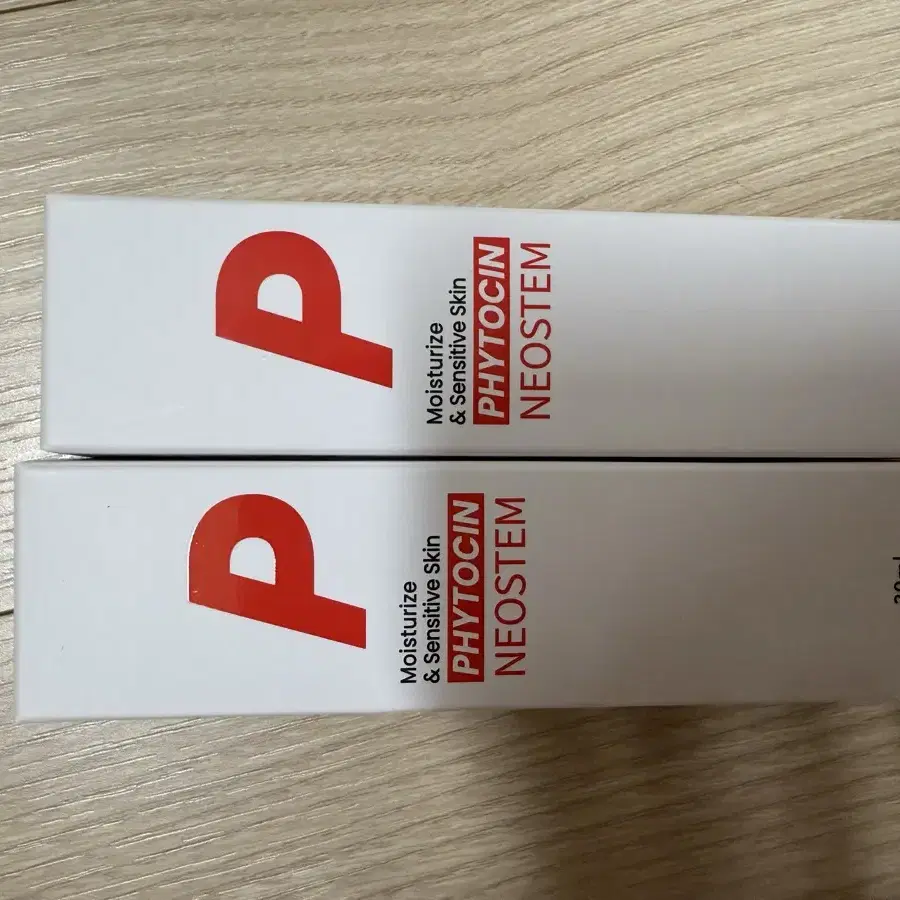 P
Moisturize
& Sensitive Skin
PHYTOCIN
NEOSTEM
P
Moisturize
& Sensitive Skin
PHYTOCIN
NEOSTEM